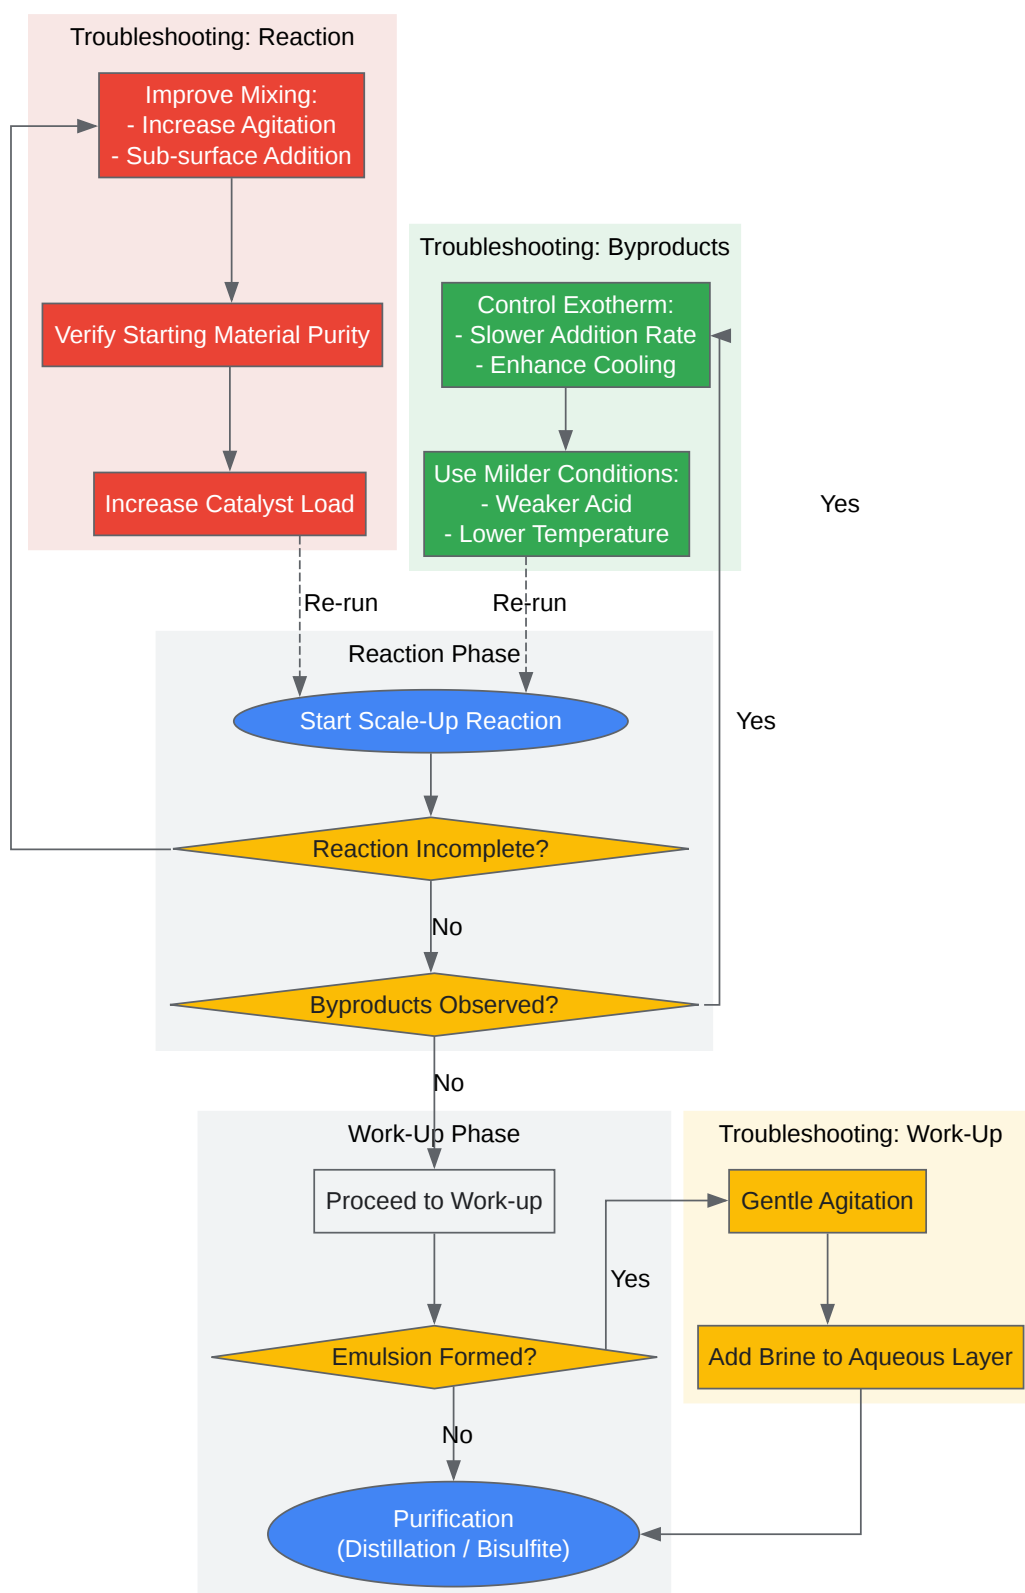 Troubleshooting: Reaction
Improve Mixing:
- Increase Agitation
- Sub-surface Addition
Verify Starting Material Purity
Increase Catalyst Load
Troubleshooting: Byproducts
Control Exotherm:
- Slower Addition Rate
- Enhance Cooling
Use Milder Conditions:
- Weaker Acid
- Lower Temperature
Yes
Re-run
Re-run
Reaction Phase
Start Scale-Up Reaction
Yes
Reaction Incomplete?
No
Byproducts Observed?
No
Work-Up Phase
Proceed to Work-up
Troubleshooting: Work-Up
Gentle Agitation
Yes
Emulsion Formed?
Add Brine to Aqueous Layer
No
Purification
(Distillation / Bisulfite)